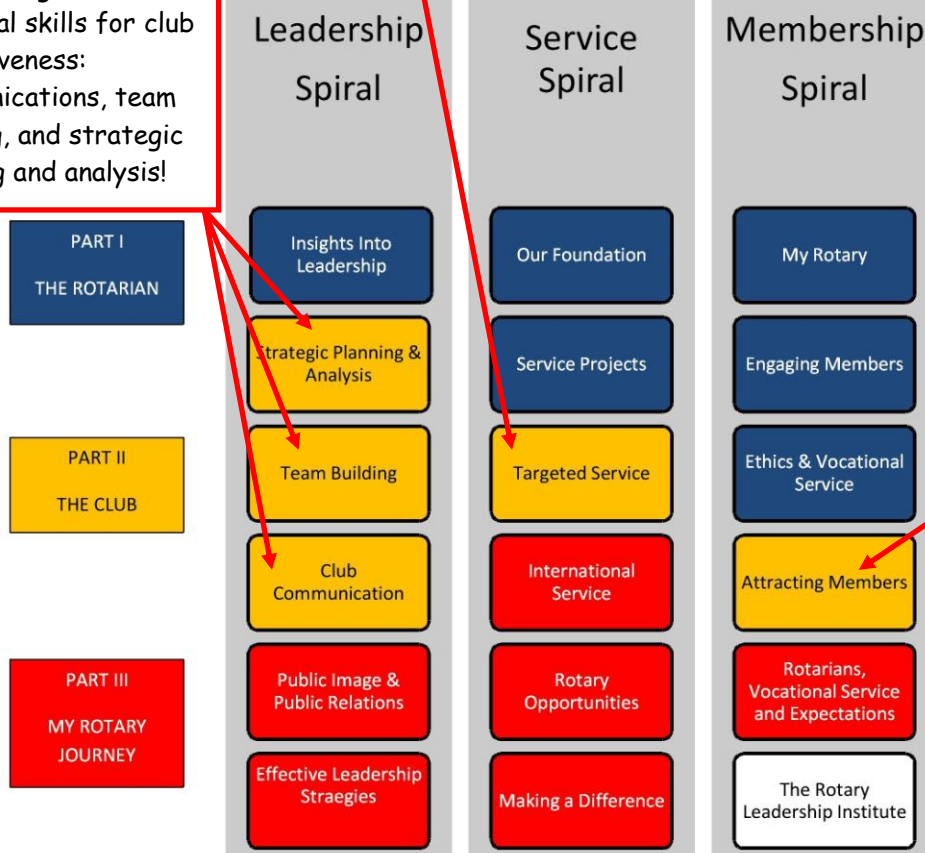 al skills for club
iveness:
nications, team
, and strategic
g and analysis!
Leadership
Spiral
Service
Spiral
Membership
Spiral
PART I
THE ROTARIAN
Insights Into
Leadership
Our Foundation
My Rotary
Strategic Planning &
Analysis
Service Projects
Engaging Members
PART II
THE CLUB
Team Building
Targeted Service
Ethics & Vocational
Service
Club
Communication
International
Service
Attracting Members
PART III
MY ROTARY
JOURNEY
Public Image &
Public Relations
Rotary
Opportunities
Rotarians,
Vocational Service
and Expectations
Effective Leadership
Straegies
Making a Difference
The Rotary
Leadership Institute